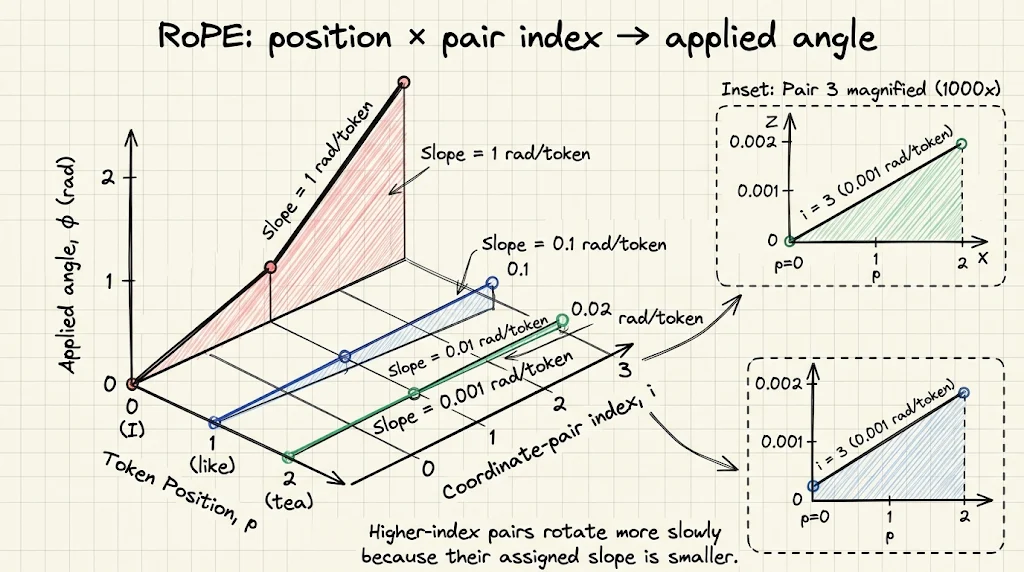 RoPE: position × pair index → applied angle
Applied angle, ϕ (rad)
2
1
0
Slope = 1 rad/token
Slope = 1 rad/token
Slope = 0.1 rad/token
0.1
0.02
rad/token
Slope = 0.01 rad/token
Slope = 0.001 rad/token
0
(I)
1
(like)
2
(tea)
Token Position, p
0
1
2
3
Coordinate-pair index, i
Inset: Pair 3 magnified (1000x)
Z
0.002
0.001
0
i = 3 (0.001 rad/token)
p=0
1
2
X
p
0.002
0.001
0
i = 3 (0.001 rad/token)
p=0
1
2
p
Higher-index pairs rotate more slowly
because their assigned slope is smaller.